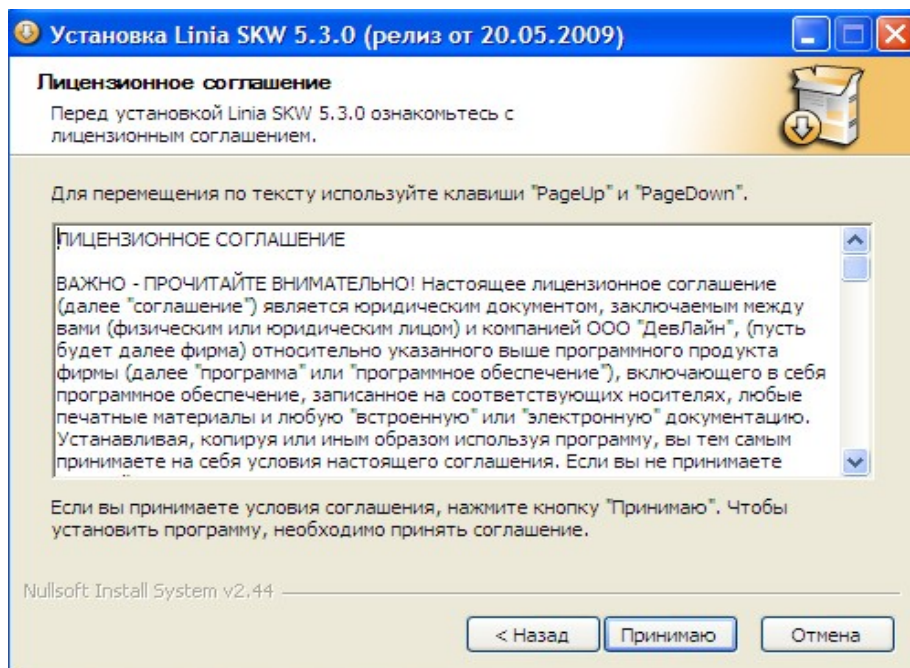 Установка Linia SKW 5.3.0 (релиз от 20.05.2009)
Лицензионное соглашение
Перед установкой Linia SKW 5.3.0 ознакомьтесь с
лицензионным соглашением.
Для перемещения по тексту используйте клавиши "PageUp" и "PageDown".
ЛИЦЕНЗИОННОЕ СОГЛАШЕНИЕ
ВАЖНО - ПРОЧИТАЙТЕ ВНИМАТЕЛЬНО! Настоящее лицензионное соглашение
(далее "соглашение") является юридическим документом, заключаемым между
вами (физическим или юридическим лицом) и компанией ООО "ДевЛайн", (пусть
будет далее фирма) относительно указанного выше программного продукта
фирмы (далее "программа" или "программное обеспечение"), включающего в себя
программное обеспечение, записанное на соответствующих носителях, любые
печатные материалы и любую "встроенную" или "электронную" документацию.
Устанавливая, копируя или иным образом используя программу, вы тем самым
принимаете на себя условия настоящего соглашения. Если вы не принимаете
Если вы принимаете условия соглашения, нажмите кнопку "Принимаю". Чтобы
установить программу, необходимо принять соглашение.
Nullsoft Install System v2.44
< Назад Принимаю Отмена